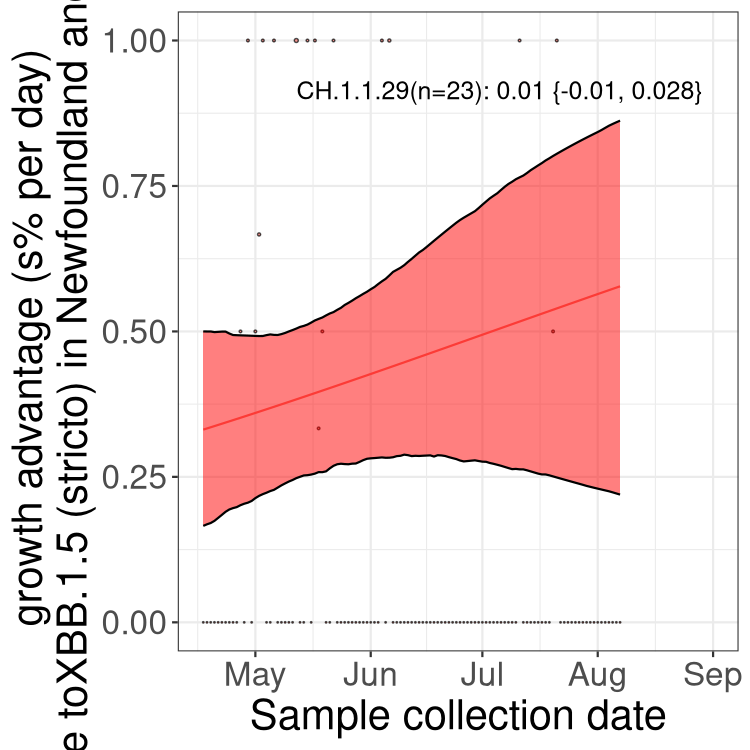 growth advantage (s% per day)
e toXBB.1.5 (stricto) in Newfoundland and
1.00
0.75
0.50
0.25
0.00
CH.1.1.29(n=23): 0.01 {-0.01, 0.028}
May Jun Jul Aug Sep
Sample collection date